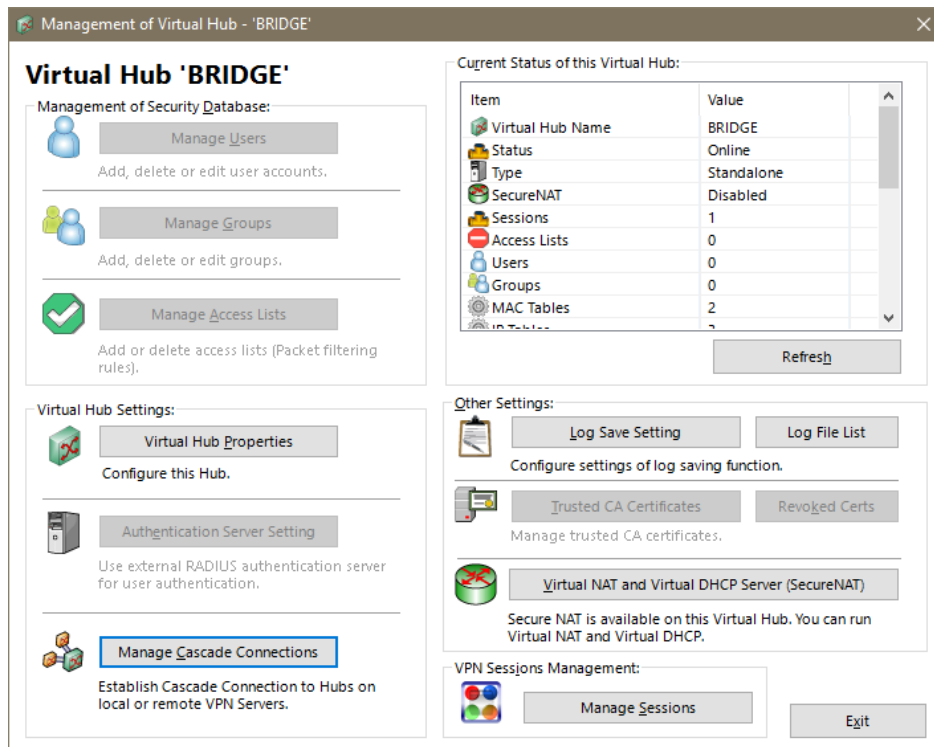 Management of Virtual Hub - 'BRIDGE'
Virtual Hub 'BRIDGE'
Management of Security Database:
Manage Users
Add, delete or edit user accounts.
Manage Groups
Add, delete or edit groups.
Manage Access Lists
Add or delete access lists (Packet filtering
rules).
Current Status of this Virtual Hub:
Item Value
Virtual Hub Name BRIDGE
Status Online
Type Standalone
SecureNAT Disabled
Sessions 1
Access Lists 0
Users 0
Groups 0
MAC Tables 2
Refresh
Virtual Hub Settings:
Virtual Hub Properties
Configure this Hub.
Authentication Server Setting
Use external RADIUS authentication server
for user authentication.
Manage Cascade Connections
Establish Cascade Connection to Hubs on
local or remote VPN Servers.
Other Settings:
Log Save Setting Log File List
Configure settings of log saving function.
Trusted CA Certificates Revoked Certs
Manage trusted CA certificates.
Virtual NAT and Virtual DHCP Server (SecureNAT)
Secure NAT is available on this Virtual Hub. You can run
Virtual NAT and Virtual DHCP.
VPN Sessions Management:
Manage Sessions
Exit